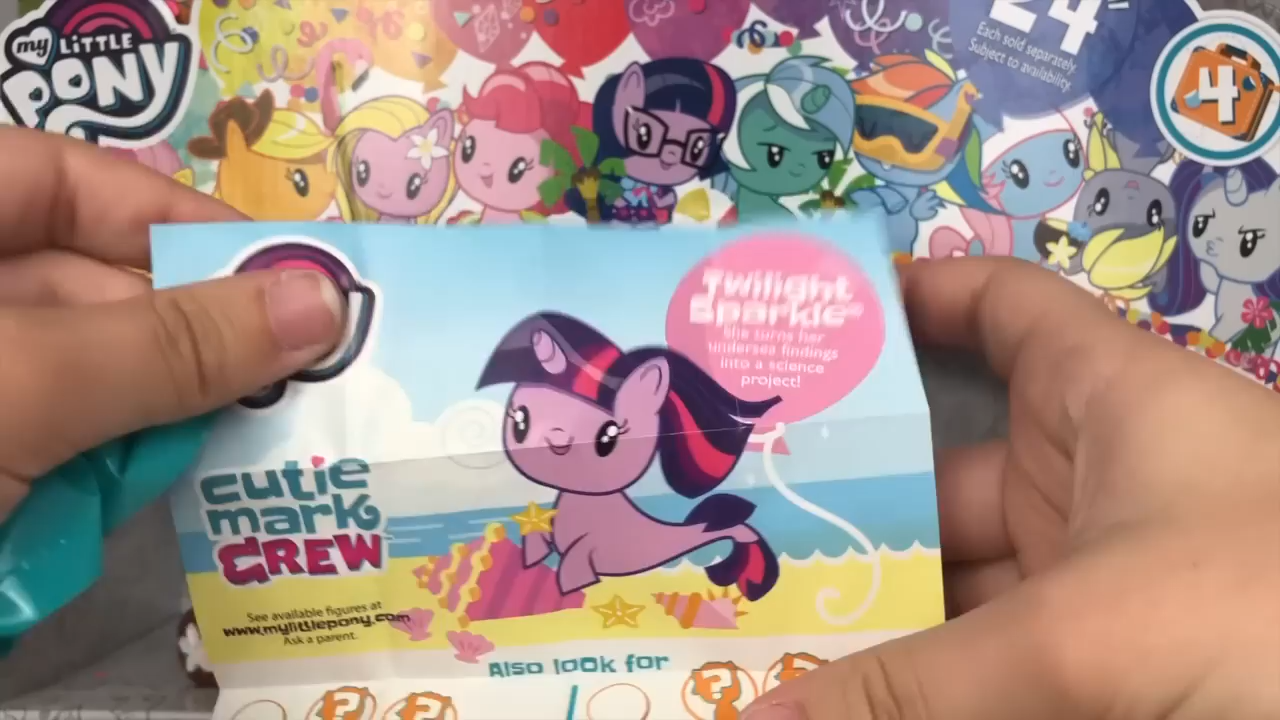 my LITTLE
PONY
24
Each sold separately.
Subject to availability.
4
Twilight
Sparkle
She turns her
undersea findings
into a science
project!
cutie
mark
CREW
See available figures at
www.mylittlepony.com
Ask a parent.
Also look for
? ? ? ?